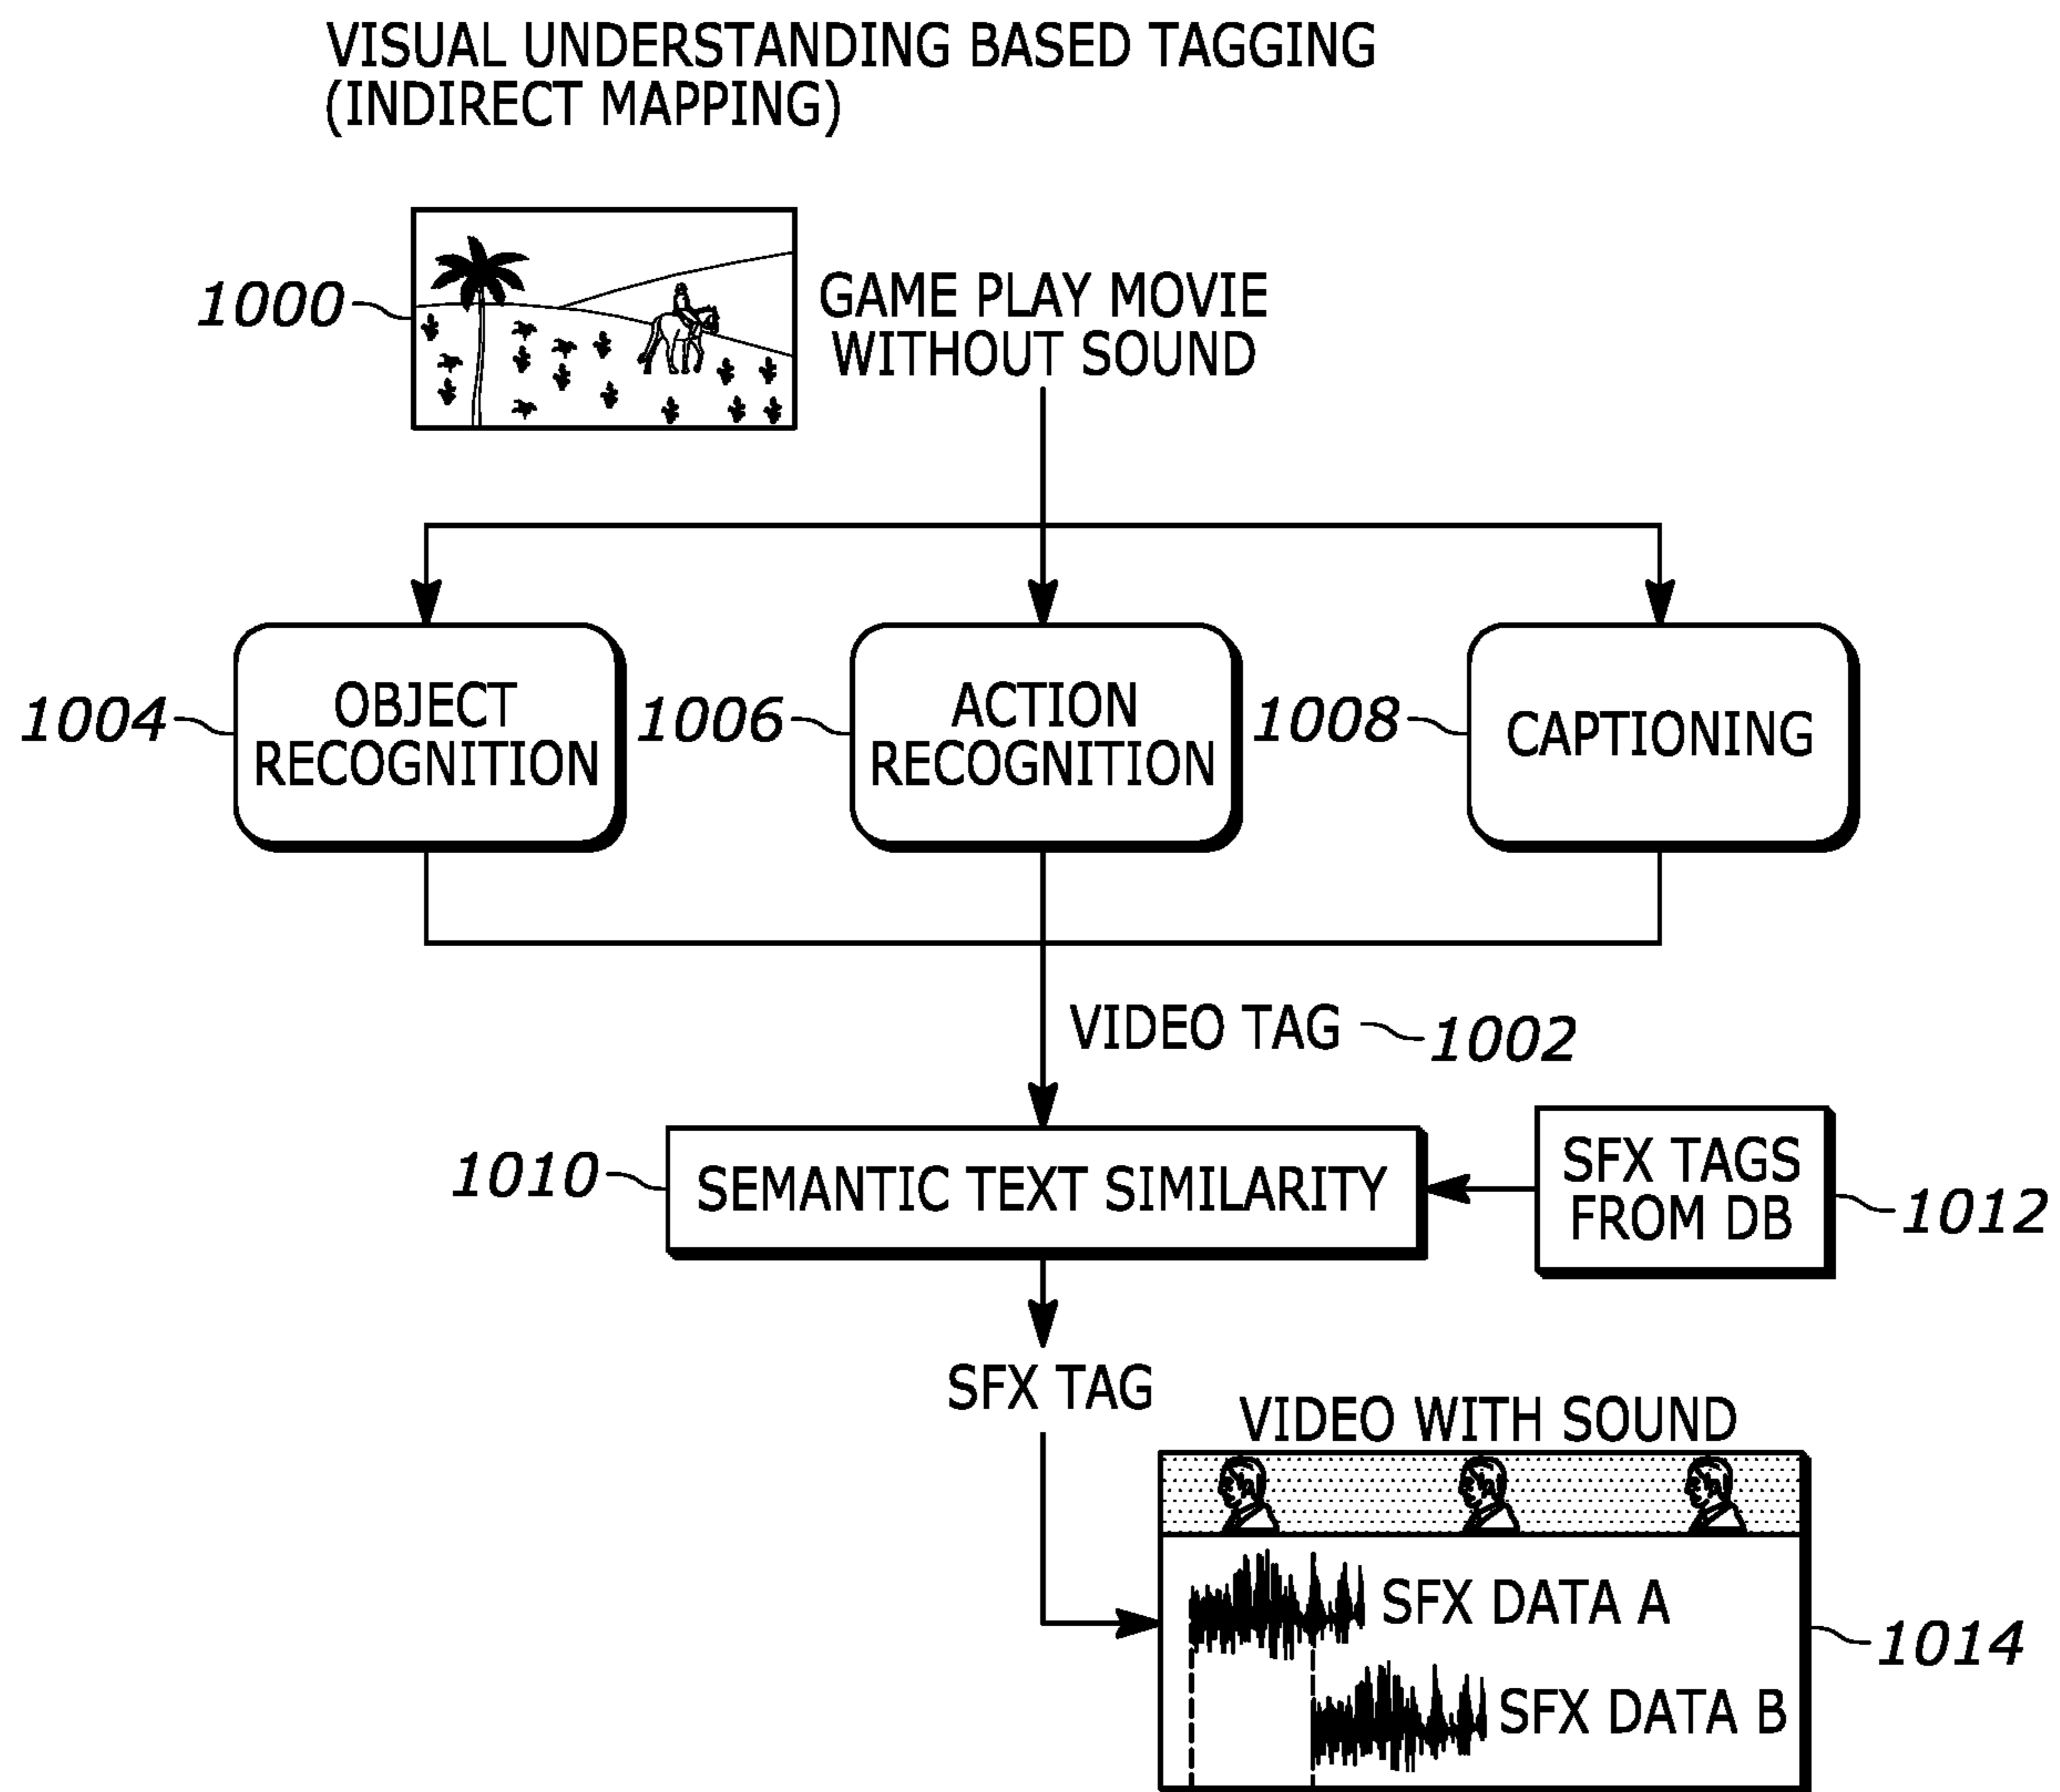 VISUAL UNDERSTANDING BASED TAGGING
(INDIRECT MAPPING)
1000
GAME PLAY MOVIE
WITHOUT SOUND
1004
OBJECT
RECOGNITION
1006
ACTION
RECOGNITION
1008
CAPTIONING
VIDEO TAG
1002
1010
SEMANTIC TEXT SIMILARITY
SFX TAGS
FROM DB
1012
SFX TAG
VIDEO WITH SOUND
SFX DATA A
SFX DATA B
1014